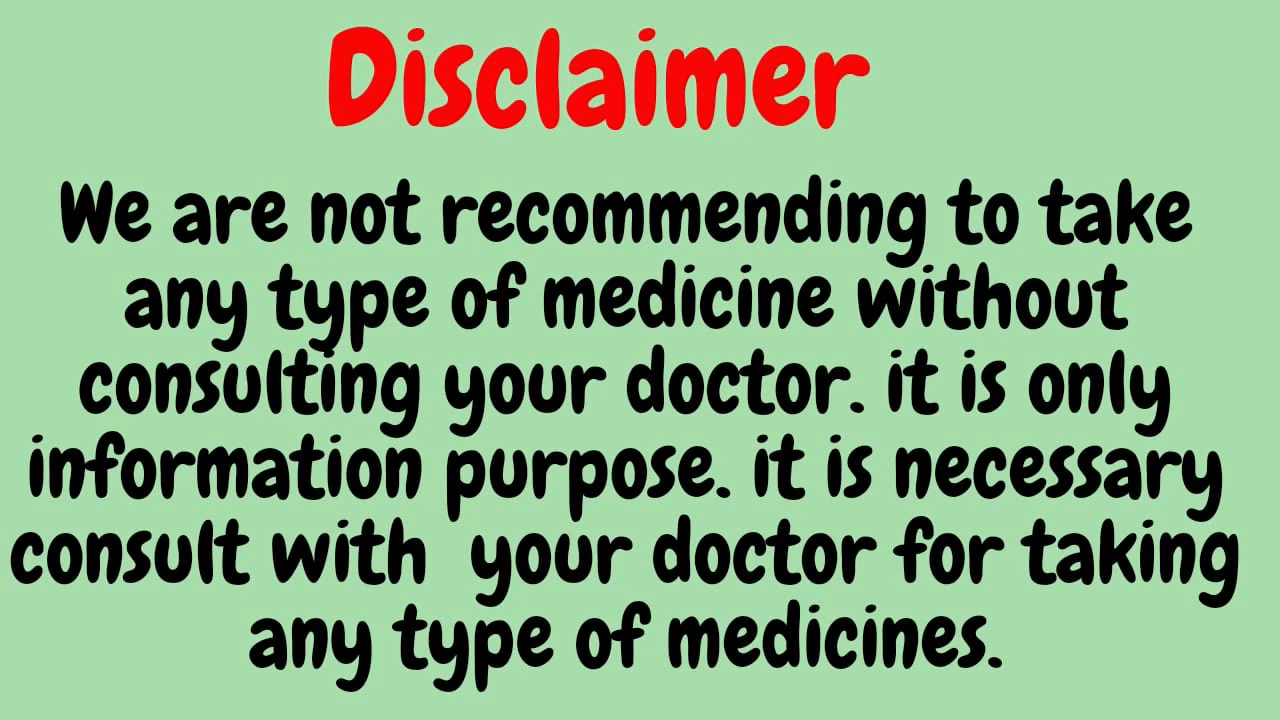 Disclaimer
We are not recommending to take
any type of medicine without
consulting your doctor. it is only
information purpose. it is necessary
consult with  your doctor for taking
any type of medicines.